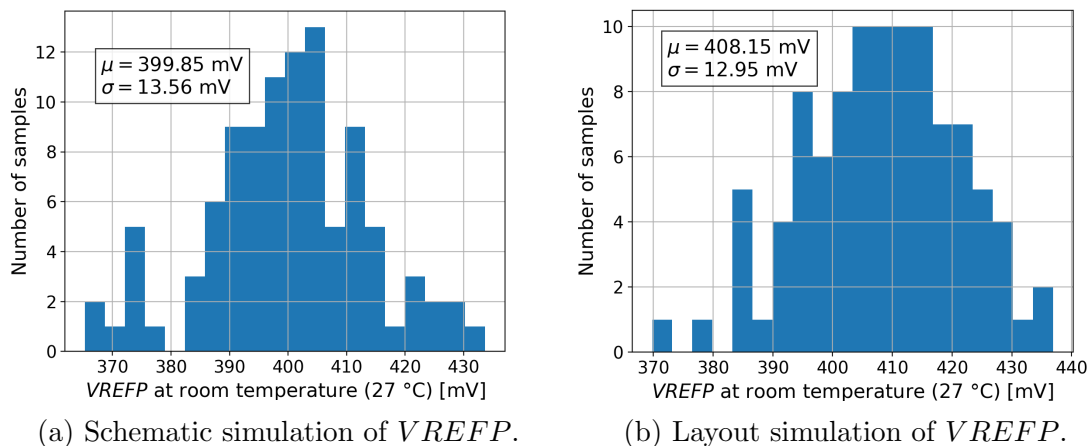 12
10
8
6
4
2
0
Number of samples
μ = 399.85 mV
σ = 13.56 mV
370 380 390 400 410 420 430
VREFP at room temperature (27 °C) [mV]
(a) Schematic simulation of VREFP.
10
8
6
4
2
0
Number of samples
μ = 408.15 mV
σ = 12.95 mV
370 380 390 400 410 420 430 440
VREFP at room temperature (27 °C) [mV]
(b) Layout simulation of VREFP.